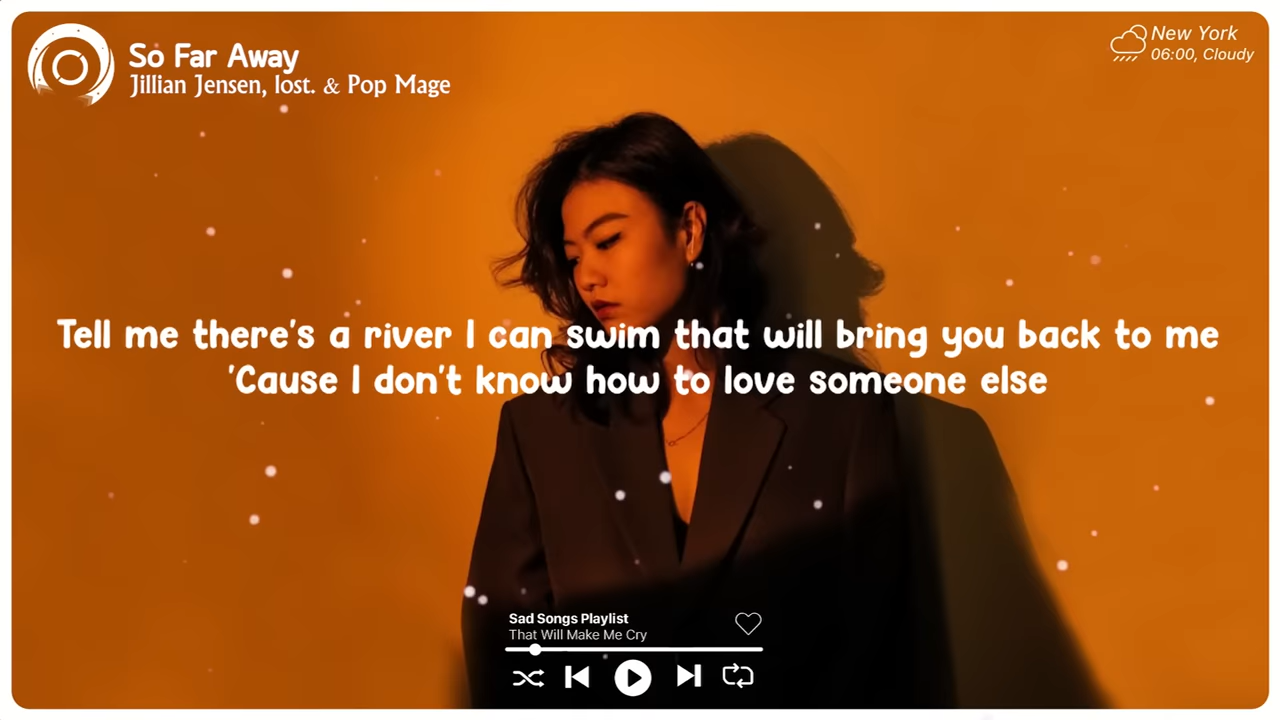 So Far Away
Jillian Jensen, lost. & Pop Mage
New York
06:00, Cloudy
Tell me there's a river I can swim that will bring you back to me
'Cause I don't know how to love someone else
Sad Songs Playlist
That Will Make Me Cry